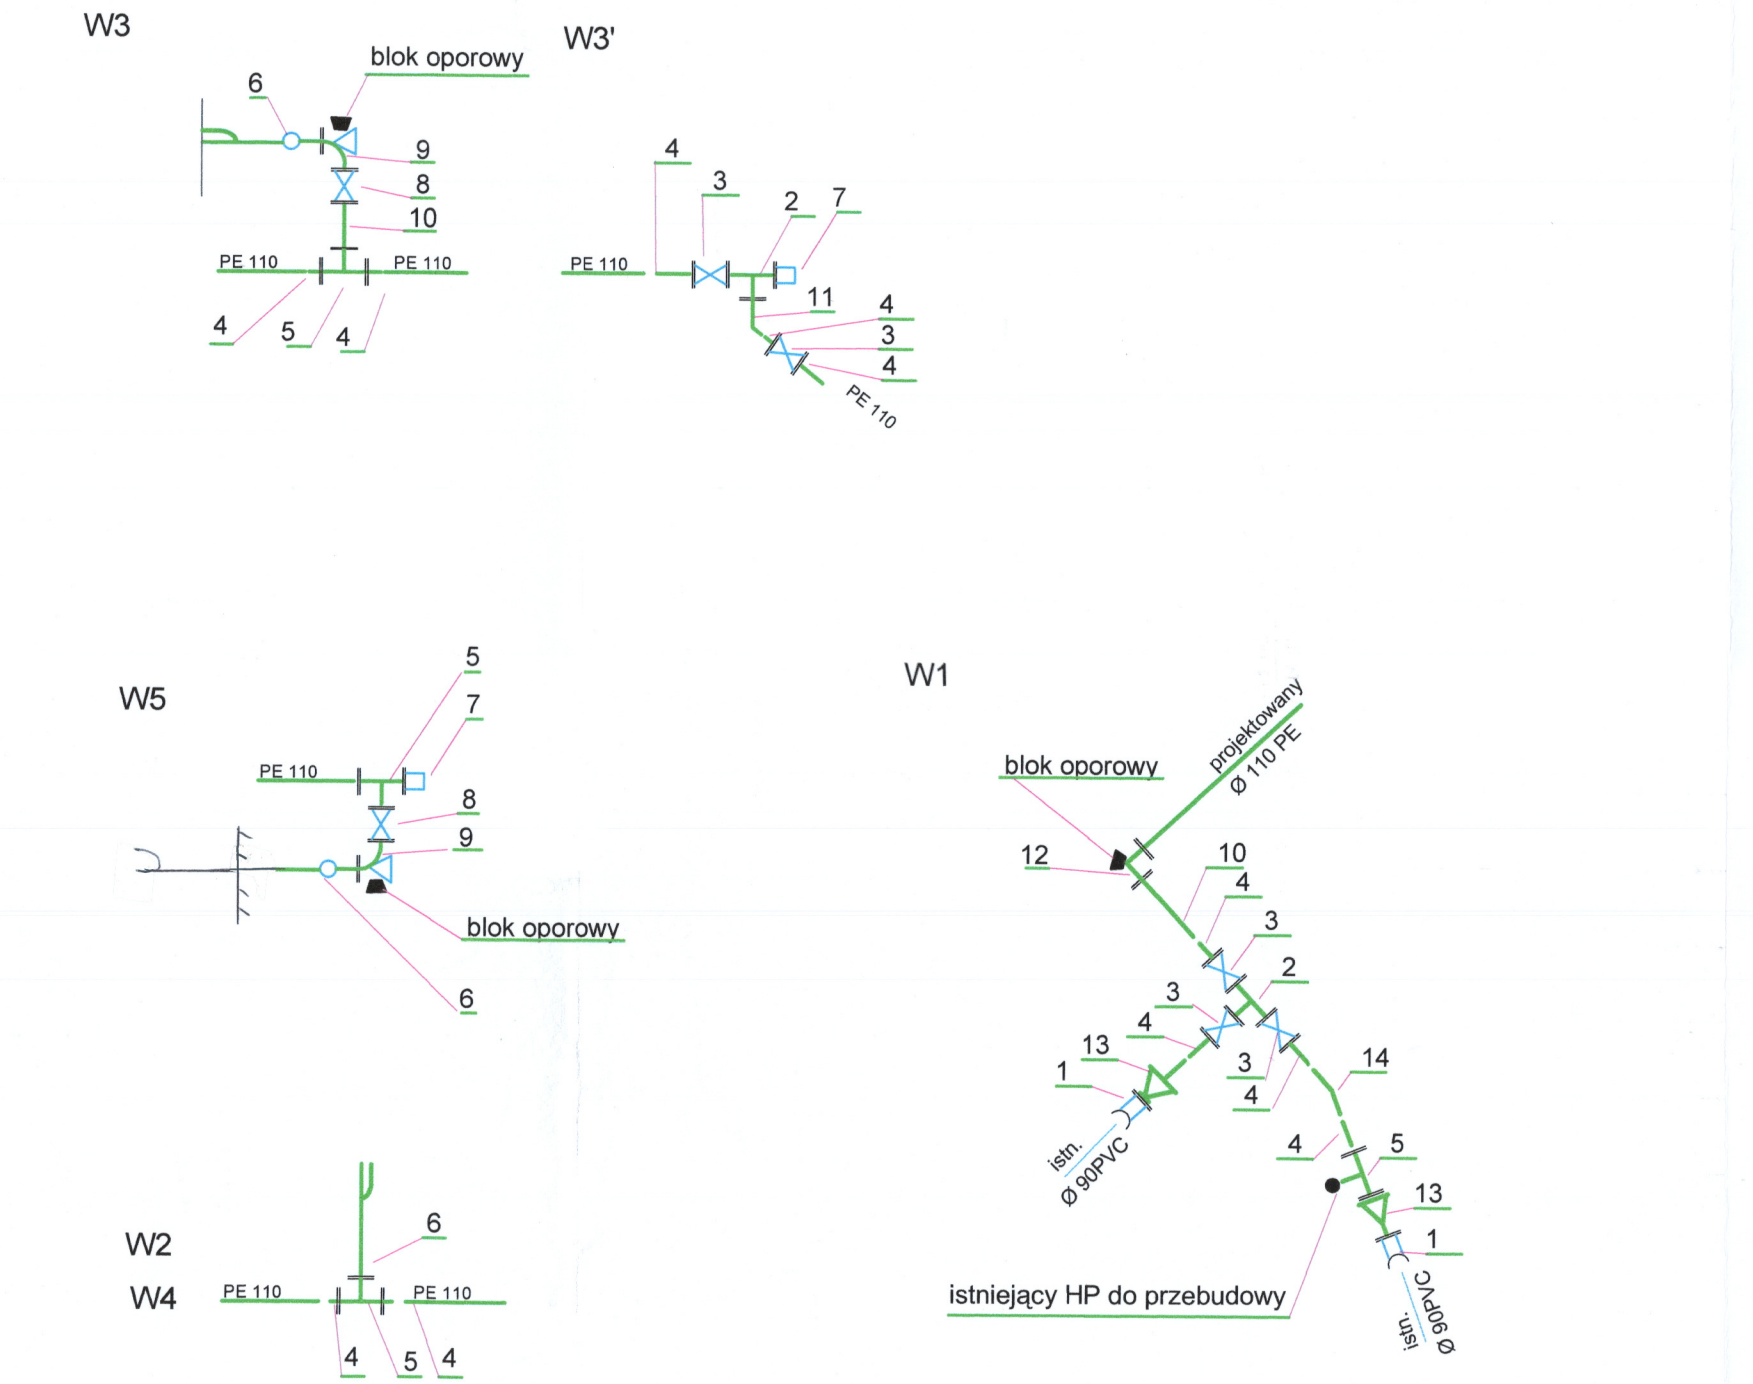 W3
blok oporowy
6
9
8
10
PE 110
PE 110
4
5
4
W3'
4
3
2
7
PE 110
11
4
3
4
PE 110
W5
5
7
PE 110
8
9
blok oporowy
6
W1
projektowany
Ø 110 PE
blok oporowy
12
10
4
3
2
3
4
13
1
3
4
14
istn.
Ø 90PVC
4
5
13
1
istniejący HP do przebudowy
istn.
Ø 90PVC
W2
W4
6
PE 110
PE 110
4
5
4